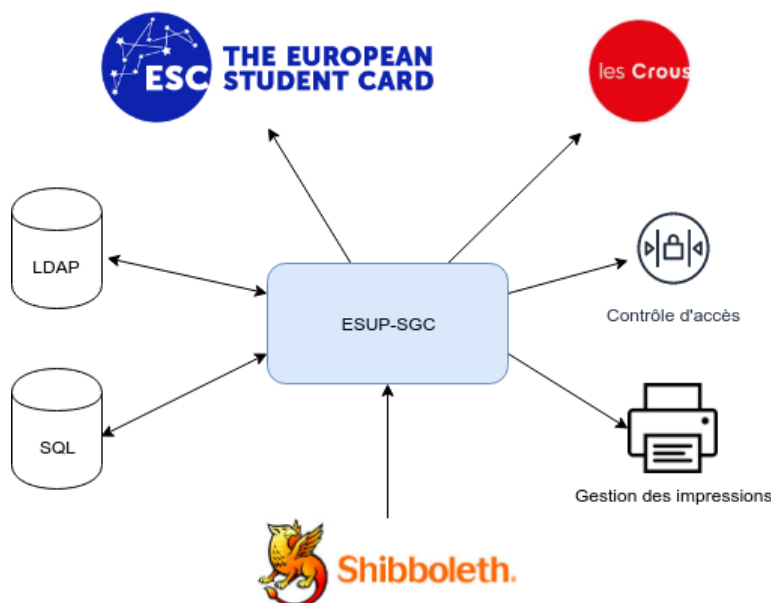 ESC
THE EUROPEAN
STUDENT CARD
les Crous
LDAP
ESUP-SGC
Contrôle d'accès
SQL
Gestion des impressions
Shibboleth.